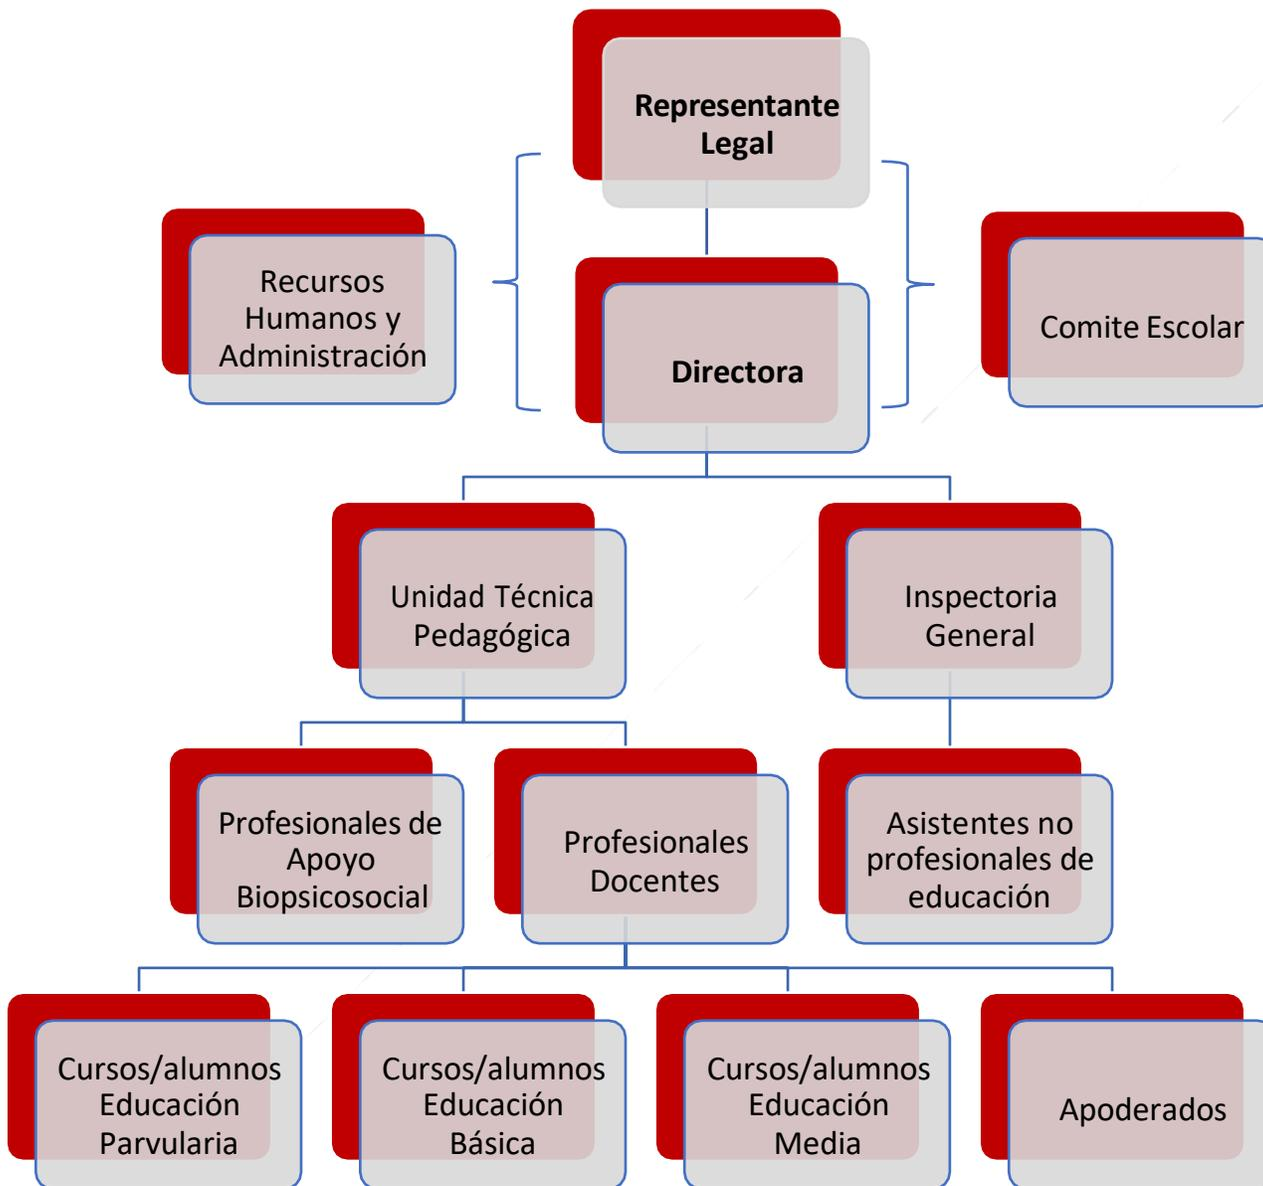 Representante
Legal
Recursos
Humanos y
Administración
Comite Escolar
Directora
Unidad Técnica
Pedagógica
Inspectoria
General
Profesionales de
Apoyo
Biopsicosocial
Profesionales
Docentes
Asistentes no
profesionales de
educación
Cursos/alumnos
Educación
Parvularia
Cursos/alumnos
Educación
Básica
Cursos/alumnos
Educación
Media
Apoderados